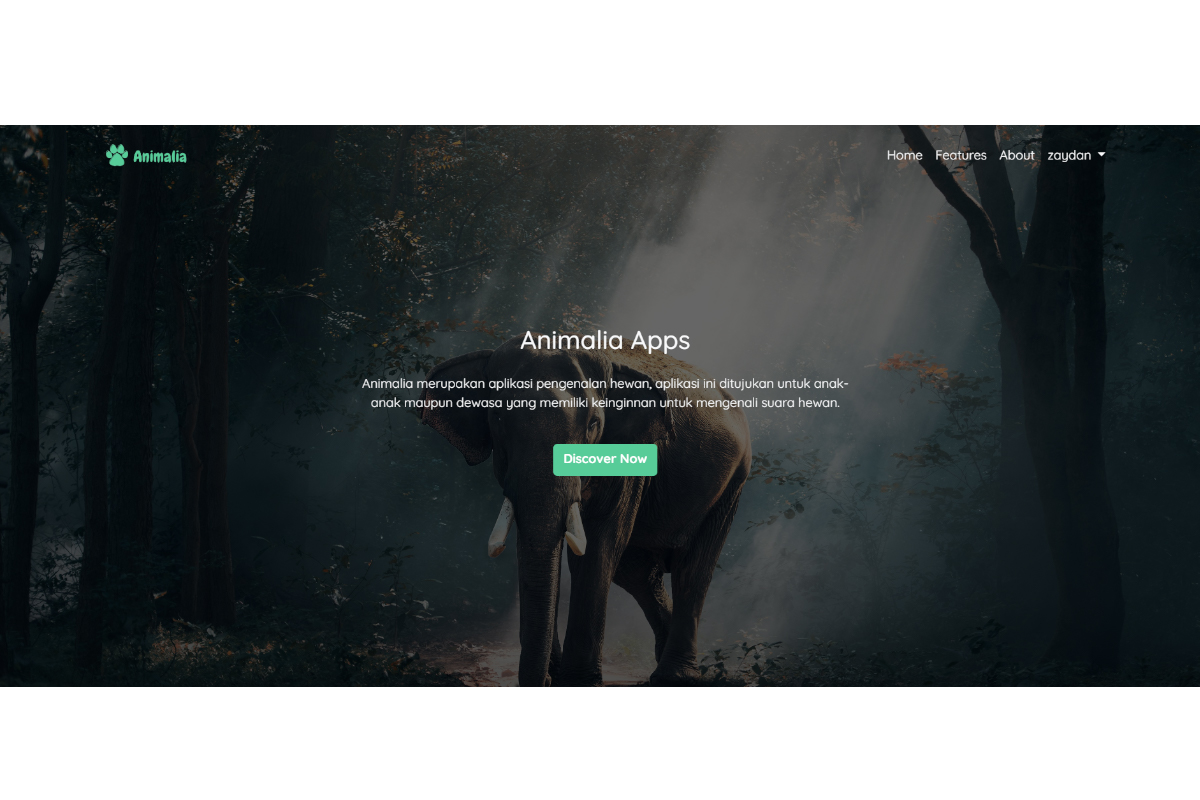 Animalia
Home Features About zaydan
Animalia Apps
Animalia merupakan aplikasi pengenalan hewan, aplikasi ini ditujukan untuk anak-
anak maupun dewasa yang memiliki keinginnan untuk mengenali suara hewan.
Discover Now